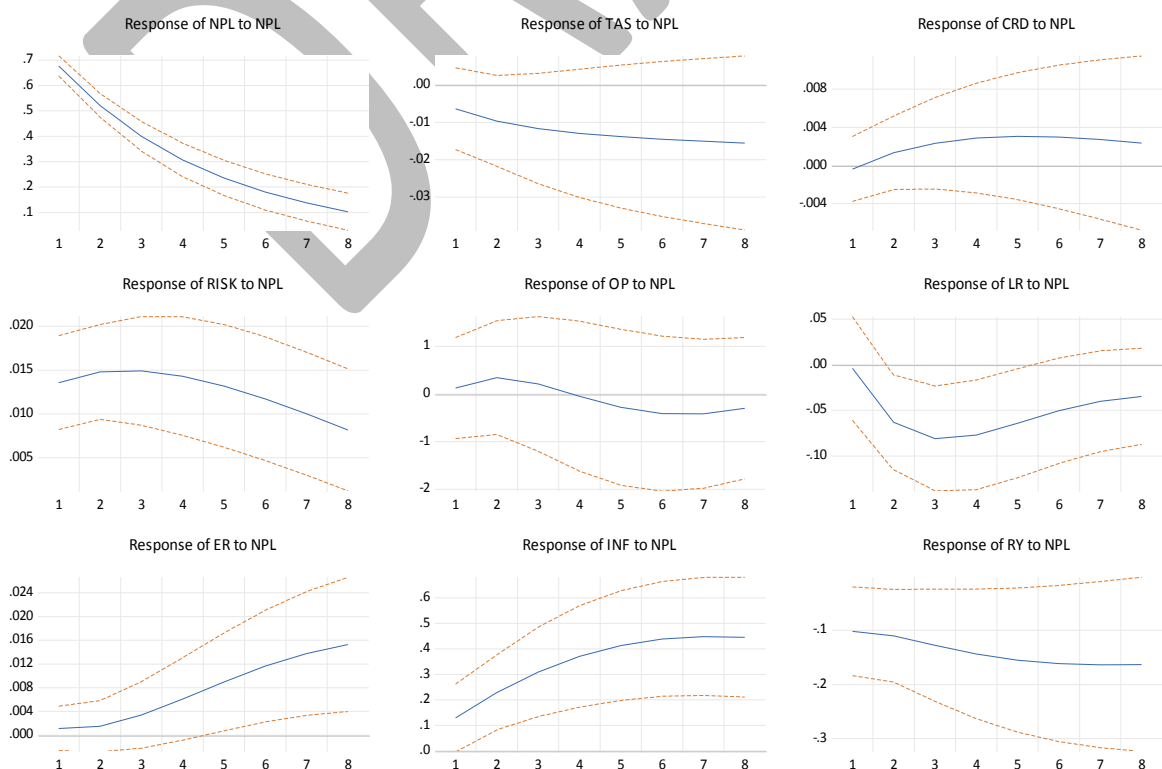 Response of NPL to NPL
.7
.6
.5
.4
.3
.2
.1
1 2 3 4 5 6 7 8
Response of TAS to NPL
.00
-.01
-.02
-.03
1 2 3 4 5 6 7 8
Response of CRD to NPL
.008
.004
.000
-.004
1 2 3 4 5 6 7 8
Response of RISK to NPL
.020
.015
.010
.005
1 2 3 4 5 6 7 8
Response of OP to NPL
1
0
-1
-2
1 2 3 4 5 6 7 8
Response of LR to NPL
.05
.00
-.05
-.10
1 2 3 4 5 6 7 8
Response of ER to NPL
.024
.020
.016
.012
.008
.004
.000
1 2 3 4 5 6 7 8
Response of INF to NPL
.6
.5
.4
.3
.2
.1
.0
1 2 3 4 5 6 7 8
Response of RY to NPL
-.1
-.2
-.3
1 2 3 4 5 6 7 8